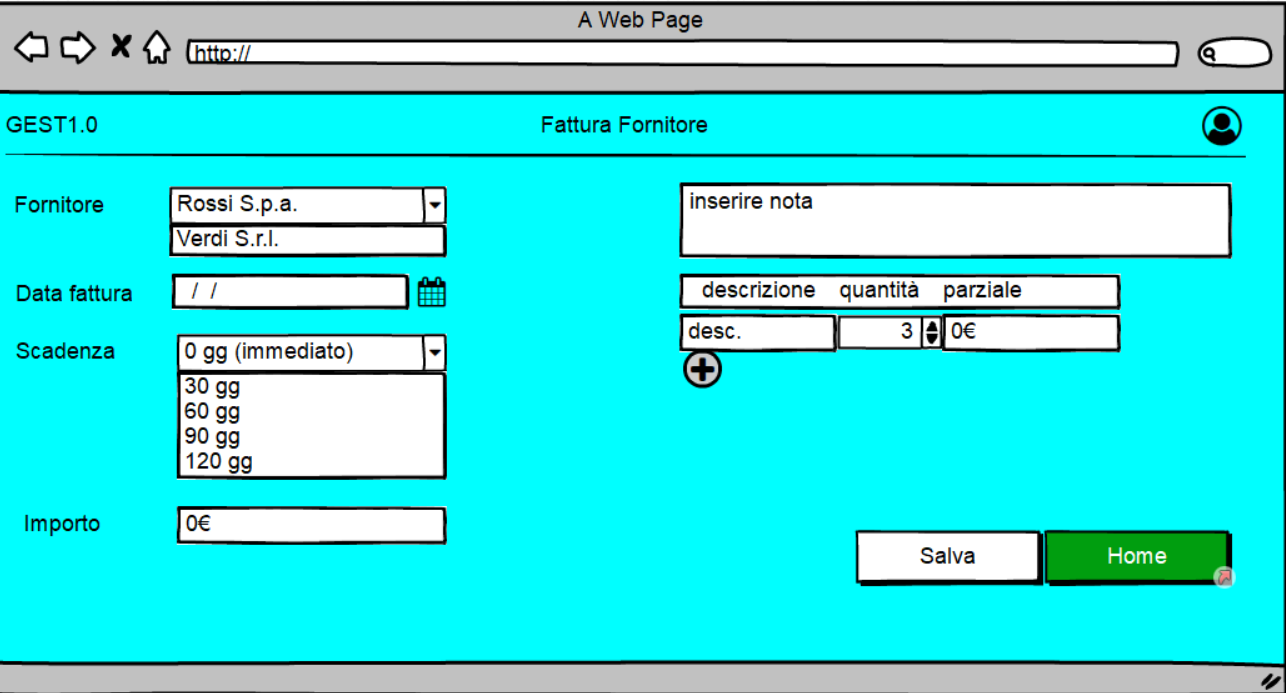 A Web Page
http://
GEST1.0
Fattura Fornitore
Fornitore
Rossi S.p.a.
Verdi S.r.l.
Data fattura
/ /
Scadenza
0 gg (immediato)
30 gg
60 gg
90 gg
120 gg
Importo
0€
inserire nota
descrizione quantità parziale
desc. 3 0€
Salva
Home